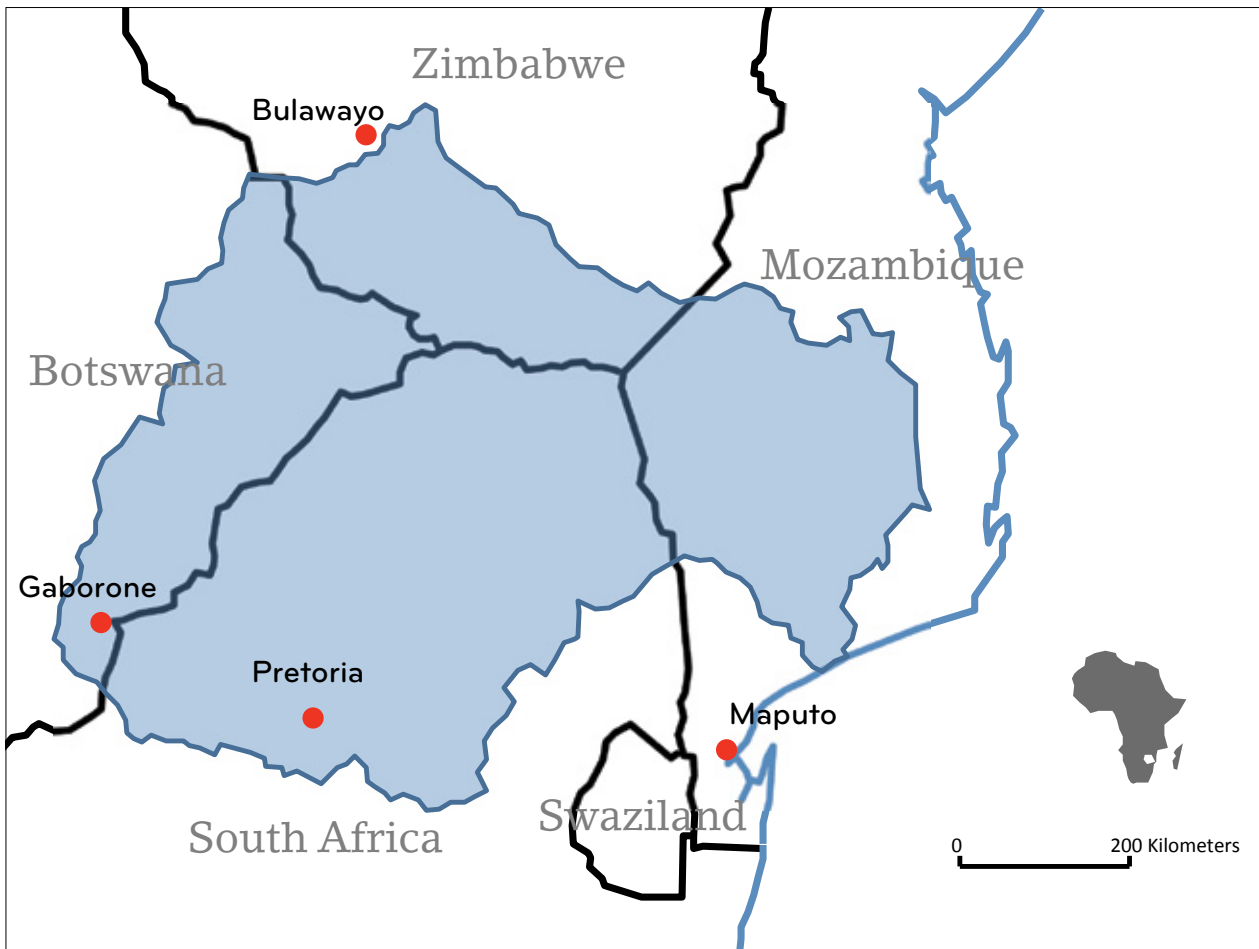 Zimbabwe
Bulawayo
Mozambique
Botswana
Gaborone
Pretoria
Maputo
Swaziland
South Africa
0 200 Kilometers